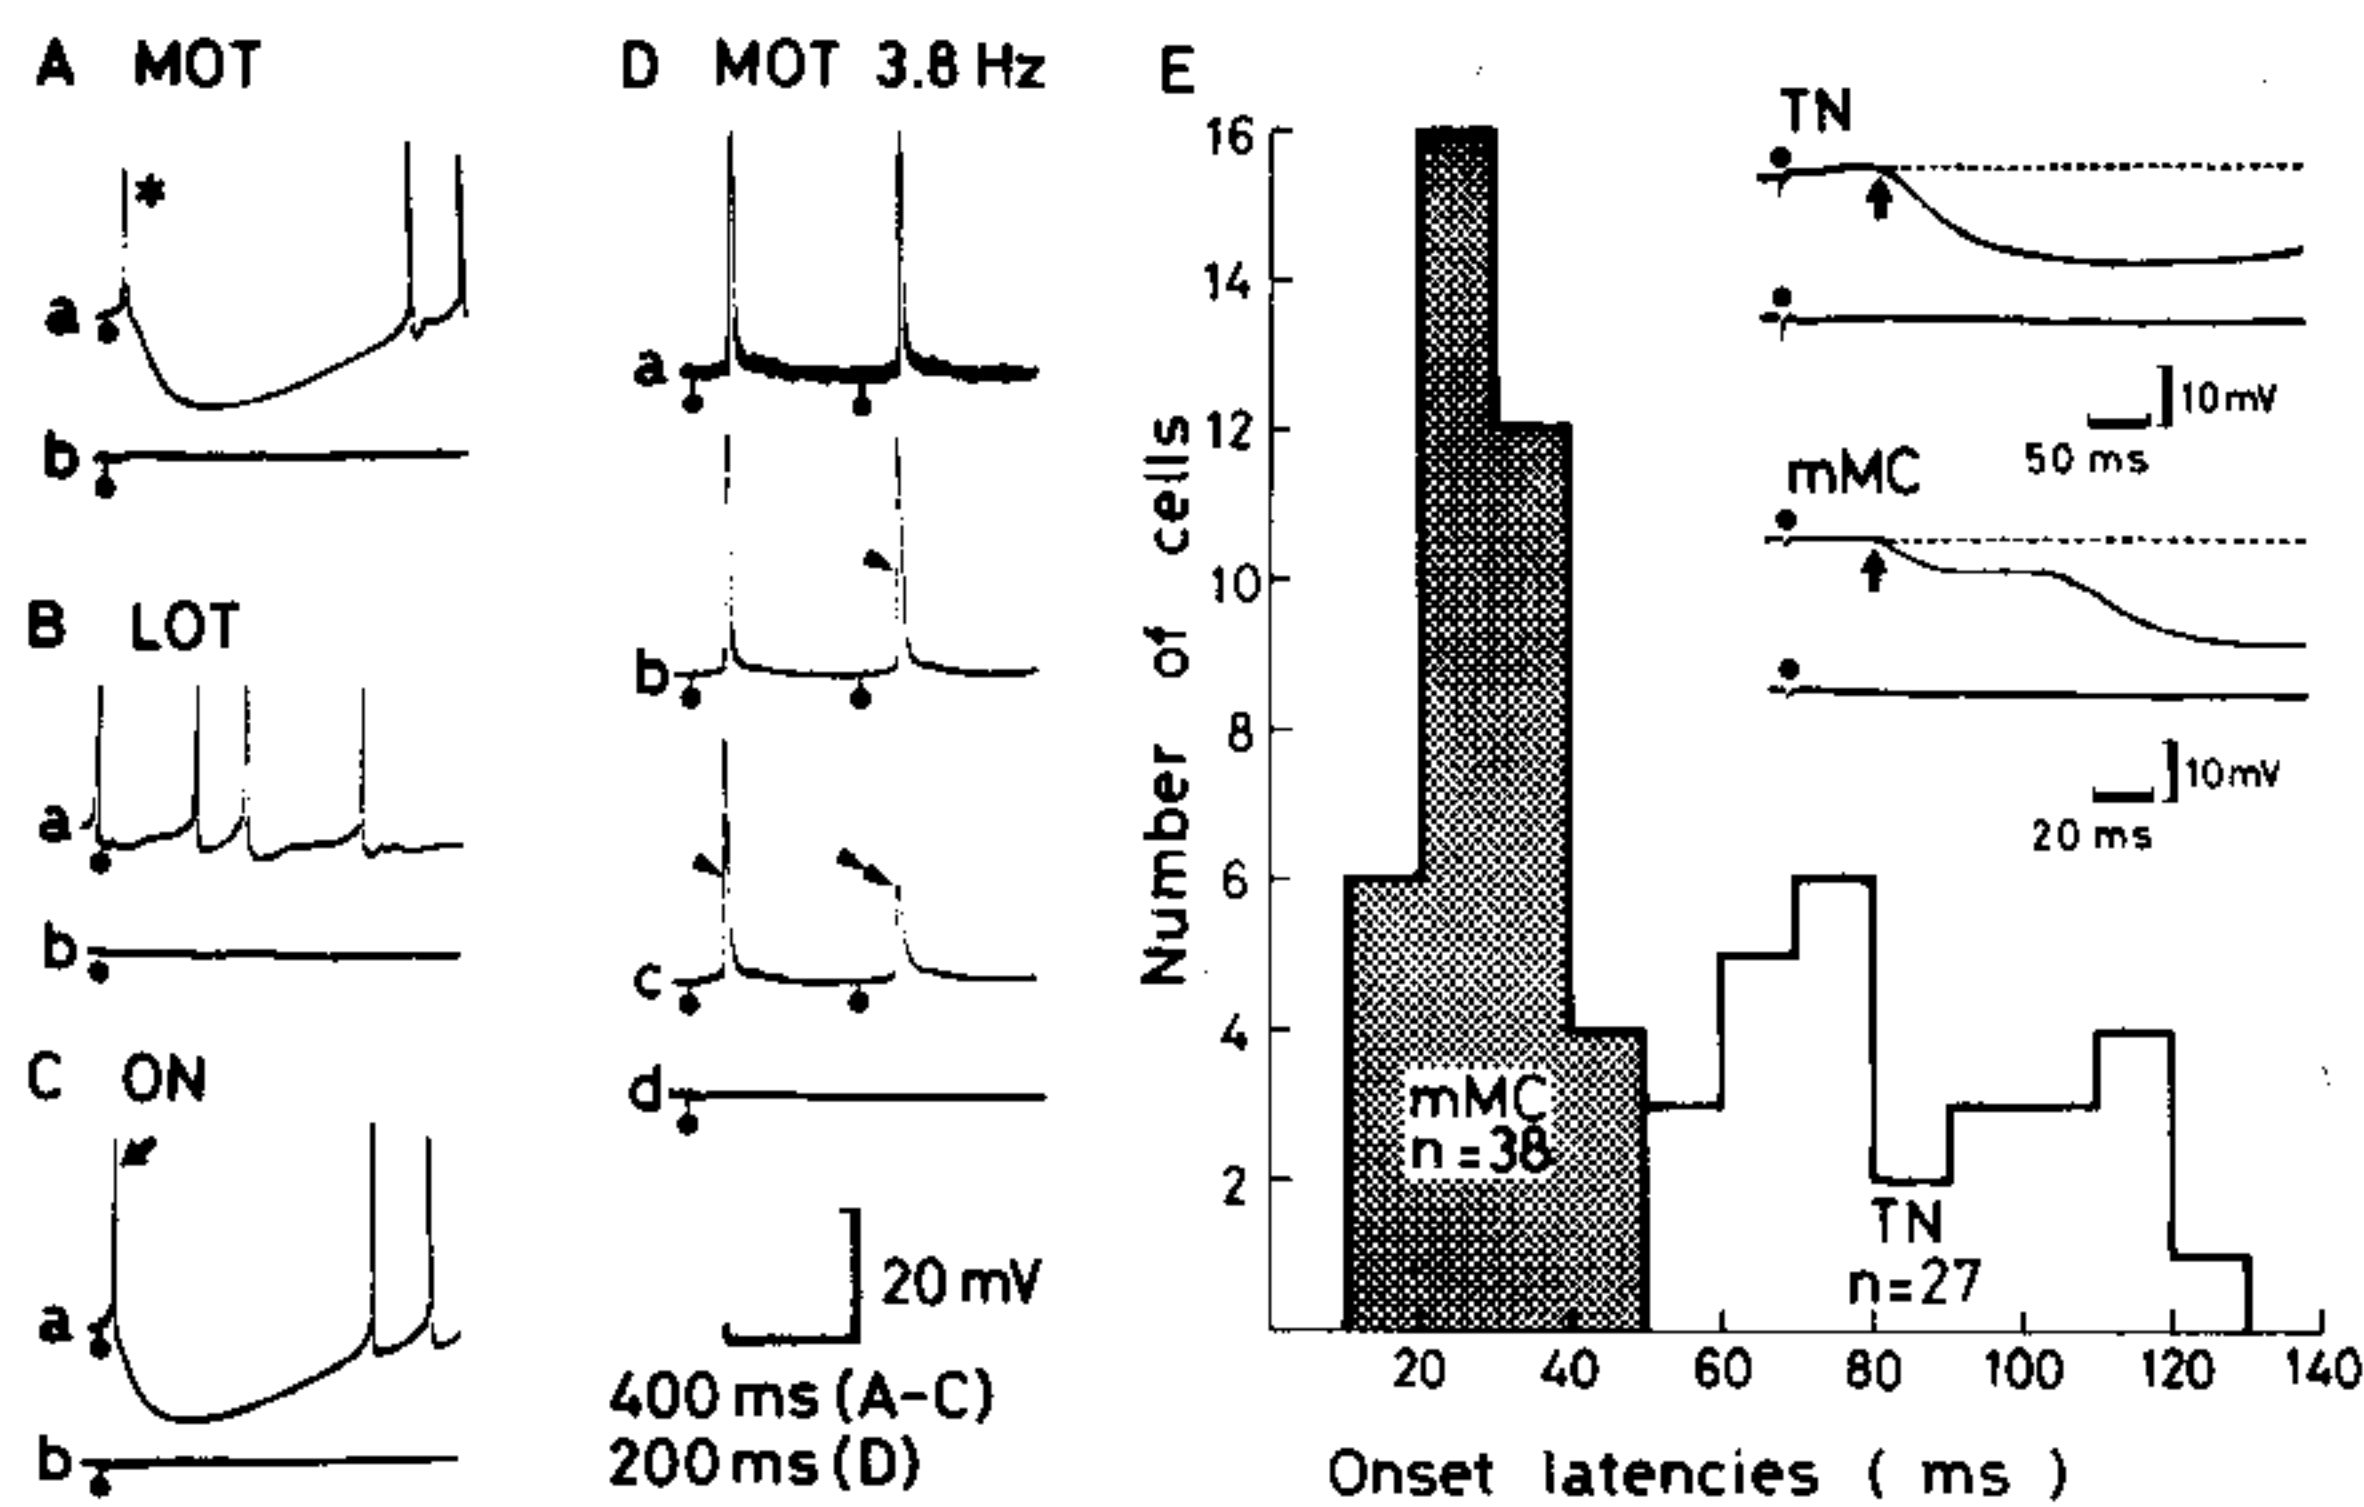 A MOT
*
a
b
B LOT
a
b
C ON
a
b
D MOT 3.8 Hz
a
b
c
d
20 mV
400 ms (A-C)
200 ms (D)
E
Number of cells
16
14
12
10
8
6
4
2
TN
10 mV
50 ms
mMC
10 mV
20 ms
mMC
n=38
TN
n=27
20 40 60 80 100 120 140
Onset latencies ( ms )